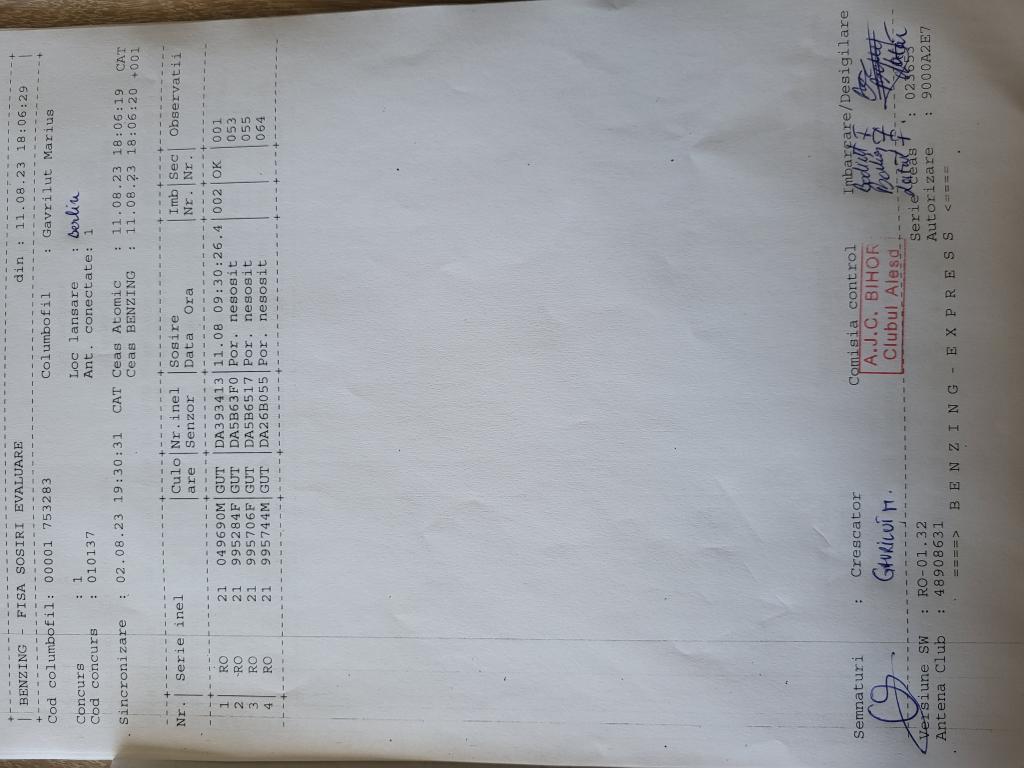 BENZING - FISA SOSIRI EVALUARE din : 11.08.23 18:06:29
Cod columbofil: 00001 753283 Columbofil : Gavrilut Marius
Concurs : 1 Loc lansare : Berlin
Cod concurs : 010137 Ant. conectate: 1
Sincronizare : 02.08.23 19:30:31 CAT Ceas Atomic : 11.08.23 18:06:19 CAT
Ceas BENZING : 11.08.23 18:06:20 +001
Nr.| Serie inel |Culo|Nr.inel |Sosire |Imb|Sec| Observatii
|are |Senzor |Data Ora |Nr.|Nr.|
1 | RO 21 049690M|GUT |DA393413|11.08 09:30:26.4|002|OK | 001
2 | RO 21 995284F|GUT |DA5B63F0|Por. nesosit | | | 053
3 | RO 21 995706F|GUT |DA5B6517|Por. nesosit | | | 055
4 | RO 21 995744M|GUT |DA26B055|Por. nesosit | | | 064
Semnaturi : Crescator Comisia control Imbarcare/Desigilare
A.J.C. BIHOR
Clubul Alesd
Versiune SW : RO-01.32 Serie Ceas :
Antena Club : 48908631 Autorizare : 9000A2E7
====> B E N Z I N G - E X P R E S S <====